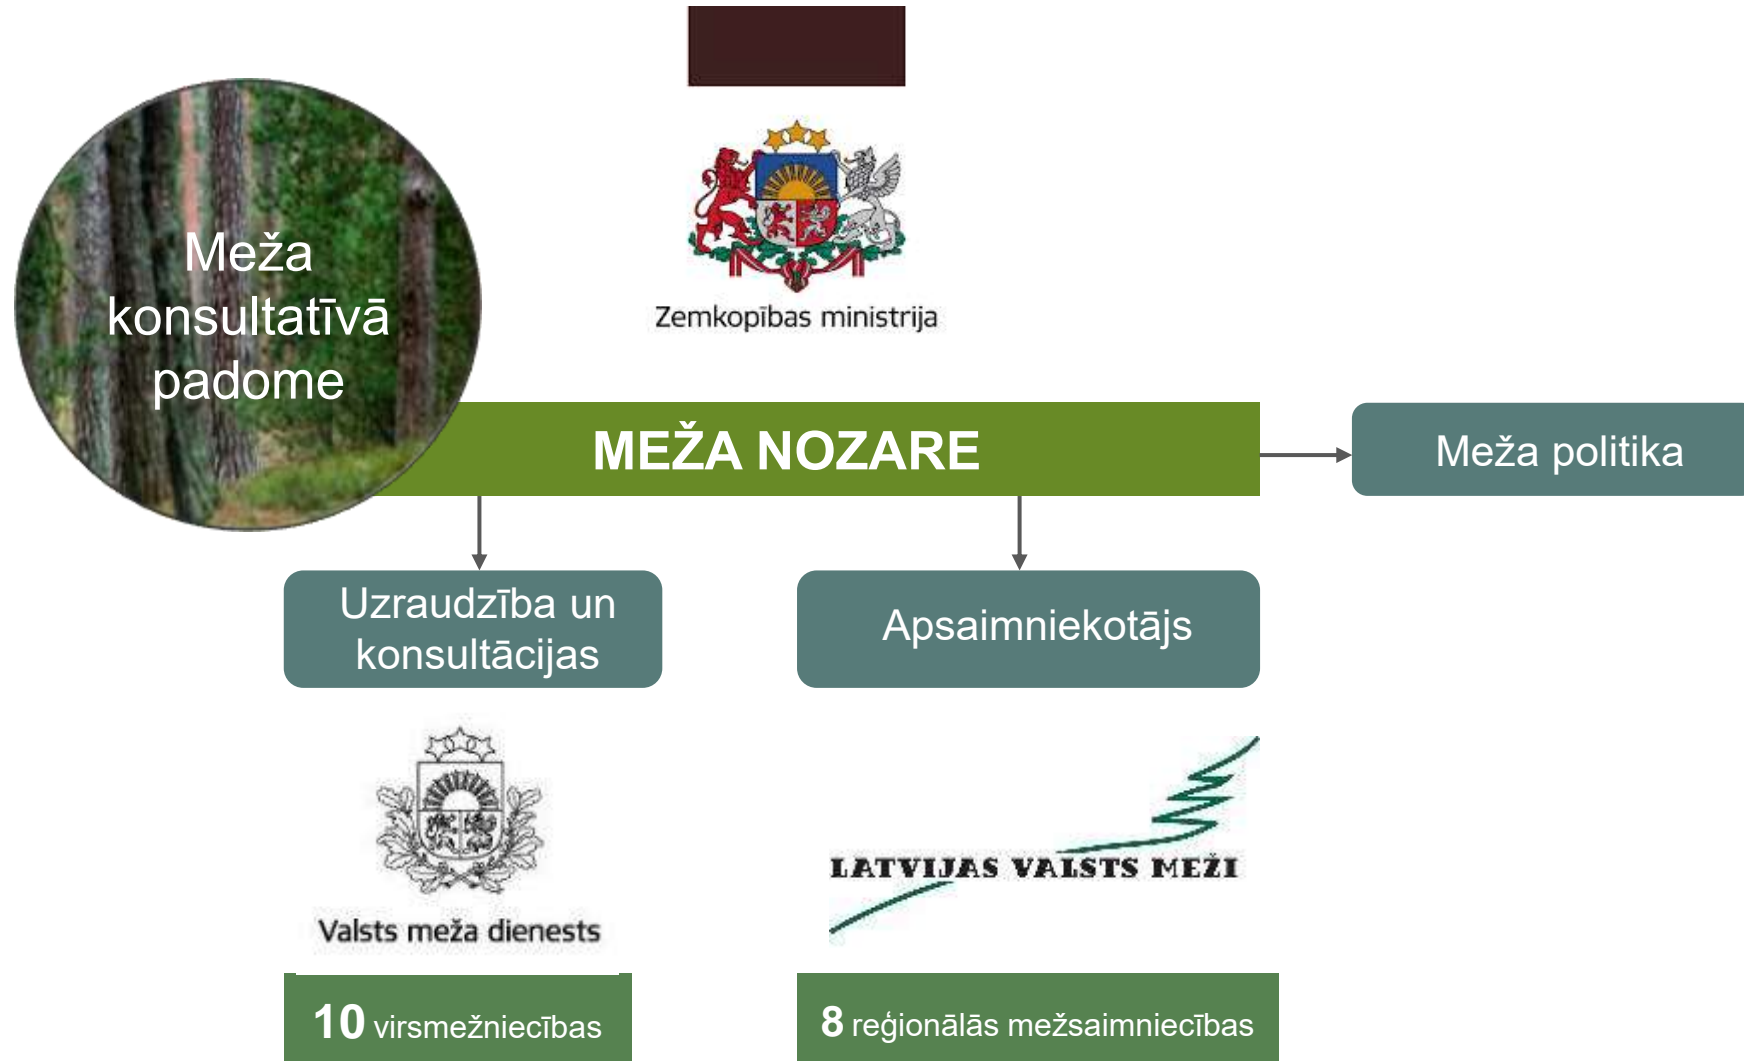 Meža
konsultatīvā
padome
Zemkopības ministrija
MEŽA NOZARE
Meža politika
Uzraudzība un
konsultācijas
Apsaimniekotājs
Valsts meža dienests
LATVIJAS VALSTS MEŽI
10 virsmežniecības
8 reģionālās mežsaimniecības